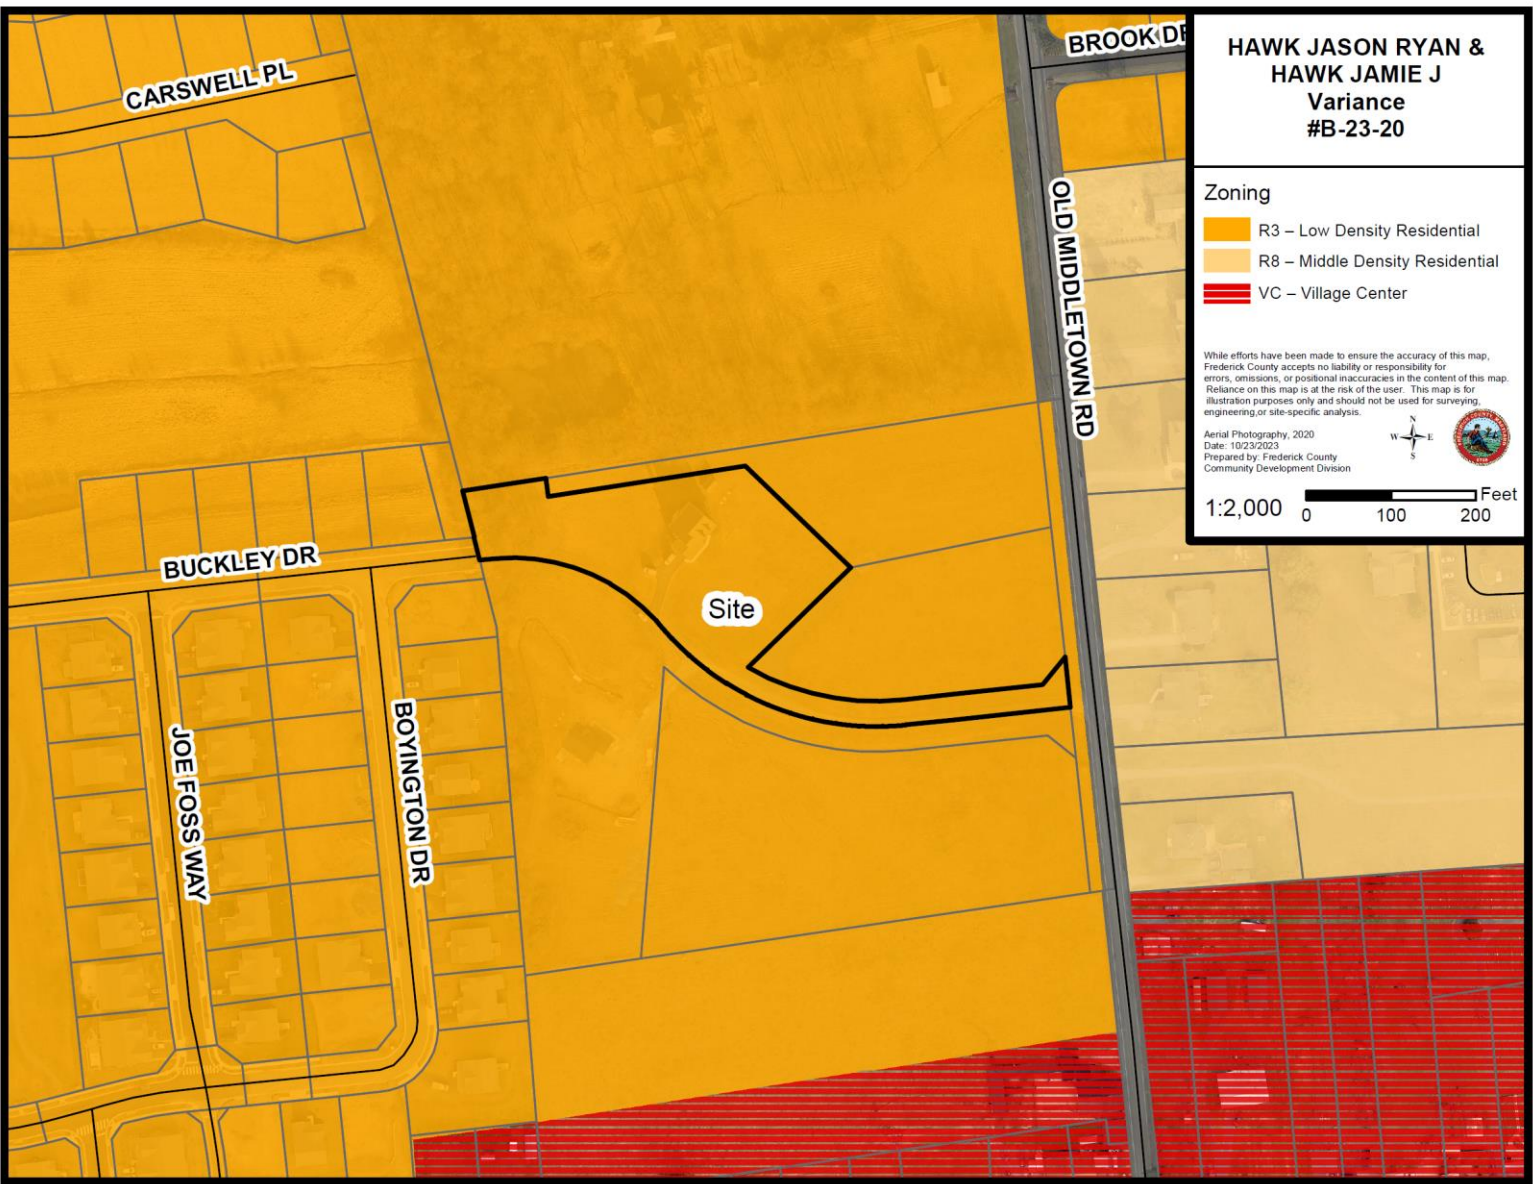 HAWK JASON RYAN &
HAWK JAMIE J
Variance
#B-23-20
Zoning
R3 – Low Density Residential
R8 – Middle Density Residential
VC – Village Center
While efforts have been made to ensure the accuracy of this map,
Frederick County accepts no liability or responsibility for
errors, omissions, or positional inaccuracies in the content of this map.
Reliance on this map is at the risk of the user. This map is for
illustration purposes only and should not be used for surveying,
engineering,or site-specific analysis.
Aerial Photography, 2020
Date: 10/23/2023
Prepared by: Frederick County
Community Development Division
N
W E
S
1:2,000
Feet
0 100 200
CARSWELL PL
BROOK DR
OLD MIDDLETOWN RD
BUCKLEY DR
Site
JOE FOSS WAY
BOYINGTON DR